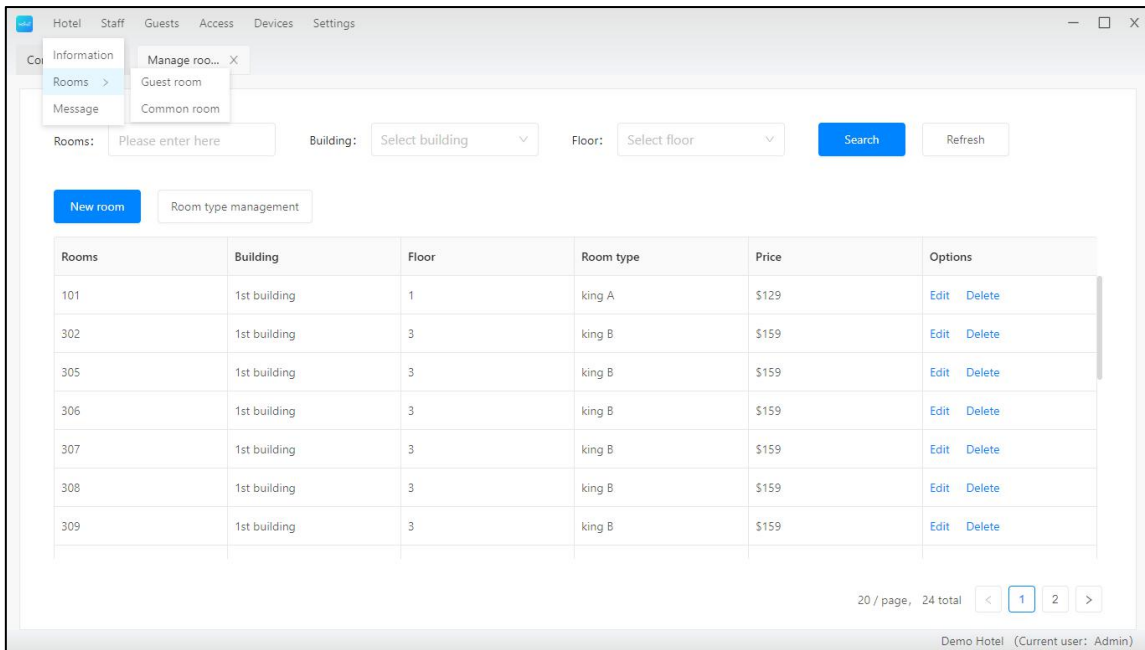 Hotel Staff Guests Access Devices Settings
Information Manage roo...
Rooms > Guest room
Message Common room
Rooms: Please enter here Building: Select building Floor: Select floor Search Refresh
New room Room type management
Rooms Building Floor Room type Price Options
101 1st building 1 king A $129 Edit Delete
302 1st building 3 king B $159 Edit Delete
305 1st building 3 king B $159 Edit Delete
306 1st building 3 king B $159 Edit Delete
307 1st building 3 king B $159 Edit Delete
308 1st building 3 king B $159 Edit Delete
309 1st building 3 king B $159 Edit Delete
20 / page, 24 total < 1 2 >
Demo Hotel (Current user: Admin)